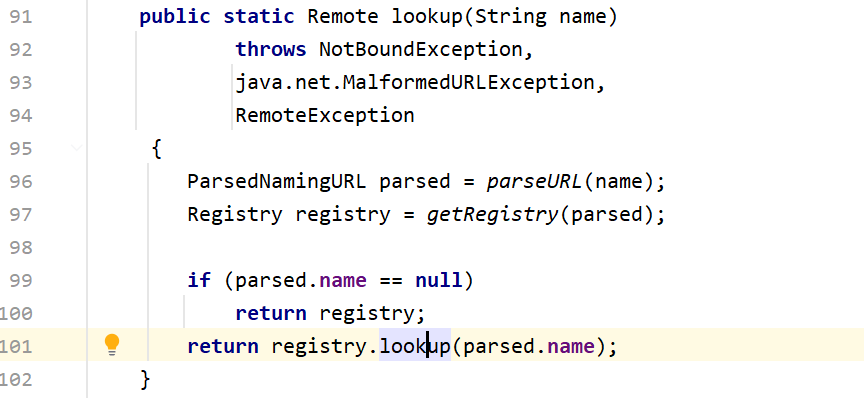 91 public static Remote lookup(String name)
92 throws NotBoundException,
93 java.net.MalformedURLException,
94 RemoteException
95 {
96 ParsedNamingURL parsed = parseURL(name);
97 Registry registry = getRegistry(parsed);
98
99 if (parsed.name == null)
100 return registry;
101 return registry.lookup(parsed.name);
102 }